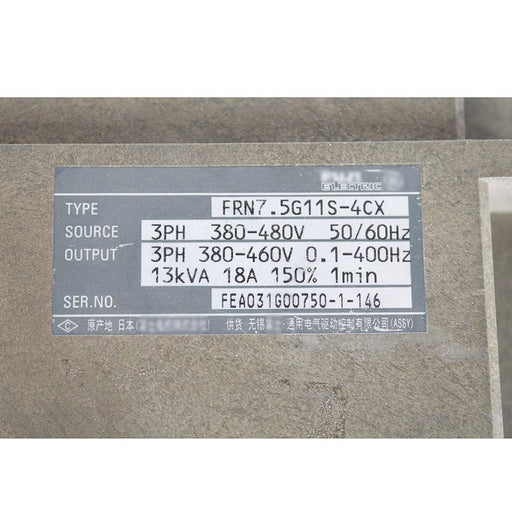 ELECTRIC
TYPE FRN7.5G11S-4CX
SOURCE 3PH 380-480V 50/60Hz
OUTPUT 3PH 380-460V 0.1-400Hz
13kVA 18A 150% 1min
SER.NO. FEA031G00750-1-146
C 原产地 日本( 供货 无锡 ·通用电气驱动控制有限公司(ASSY)